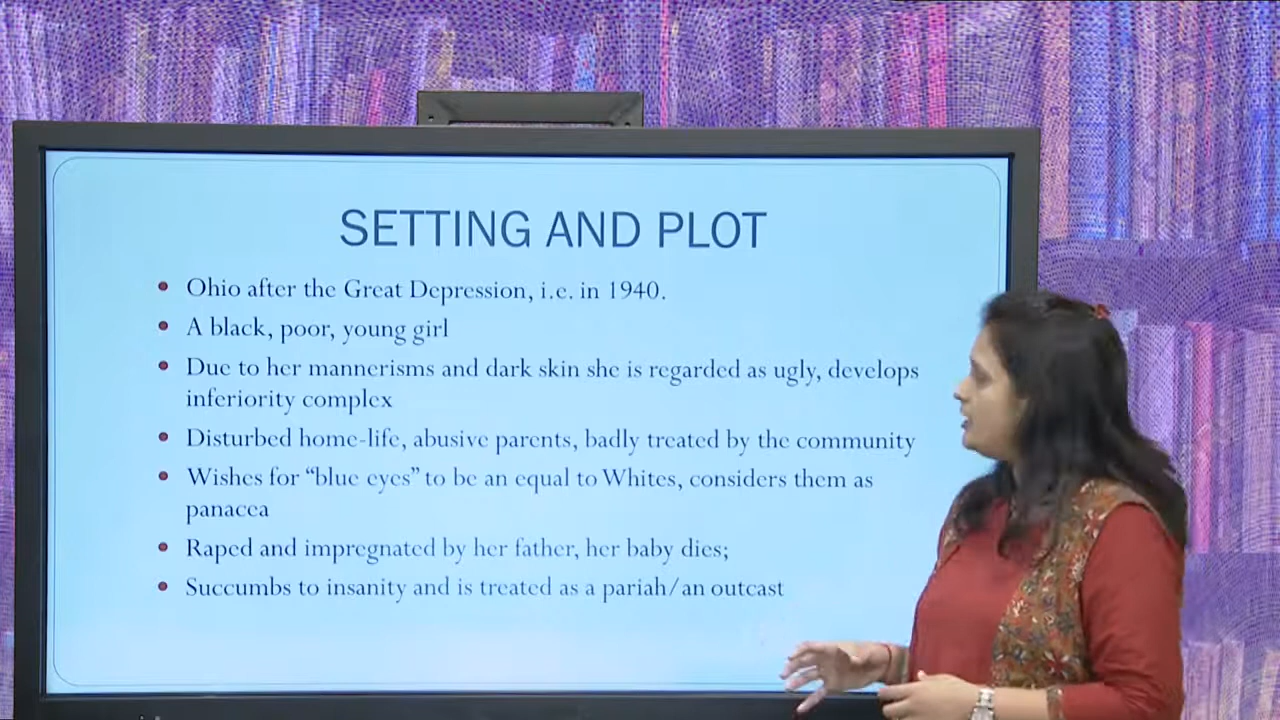 SETTING AND PLOT
• Ohio after the Great Depression, i.e. in 1940.
• A black, poor, young girl
• Due to her mannerisms and dark skin she is regarded as ugly, develops
inferiority complex
• Disturbed home-life, abusive parents, badly treated by the community
• Wishes for “blue eyes” to be an equal to Whites, considers them as
panacea
• Raped and impregnated by her father, her baby dies;
• Succumbs to insanity and is treated as a pariah/an outcast